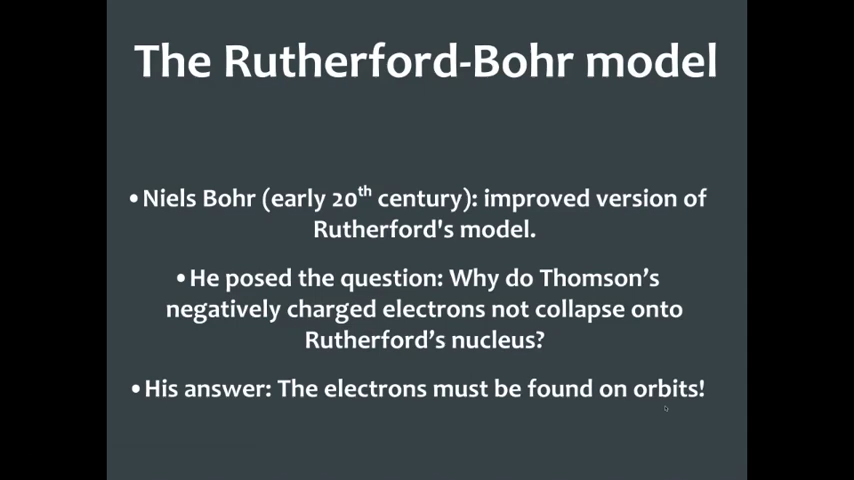 The Rutherford-Bohr model
•Niels Bohr (early 20th century): improved version of
Rutherford's model.
•He posed the question: Why do Thomson’s
negatively charged electrons not collapse onto
Rutherford’s nucleus?
•His answer: The electrons must be found on orbits!